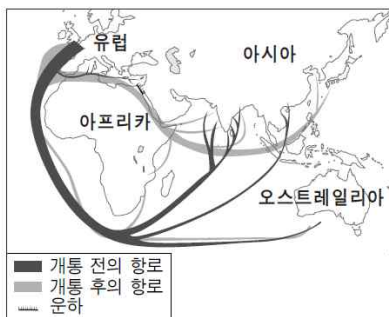 유럽
아시아
아프리카
오스트레일리아
개통 전의 항로
개통 후의 항로
운하